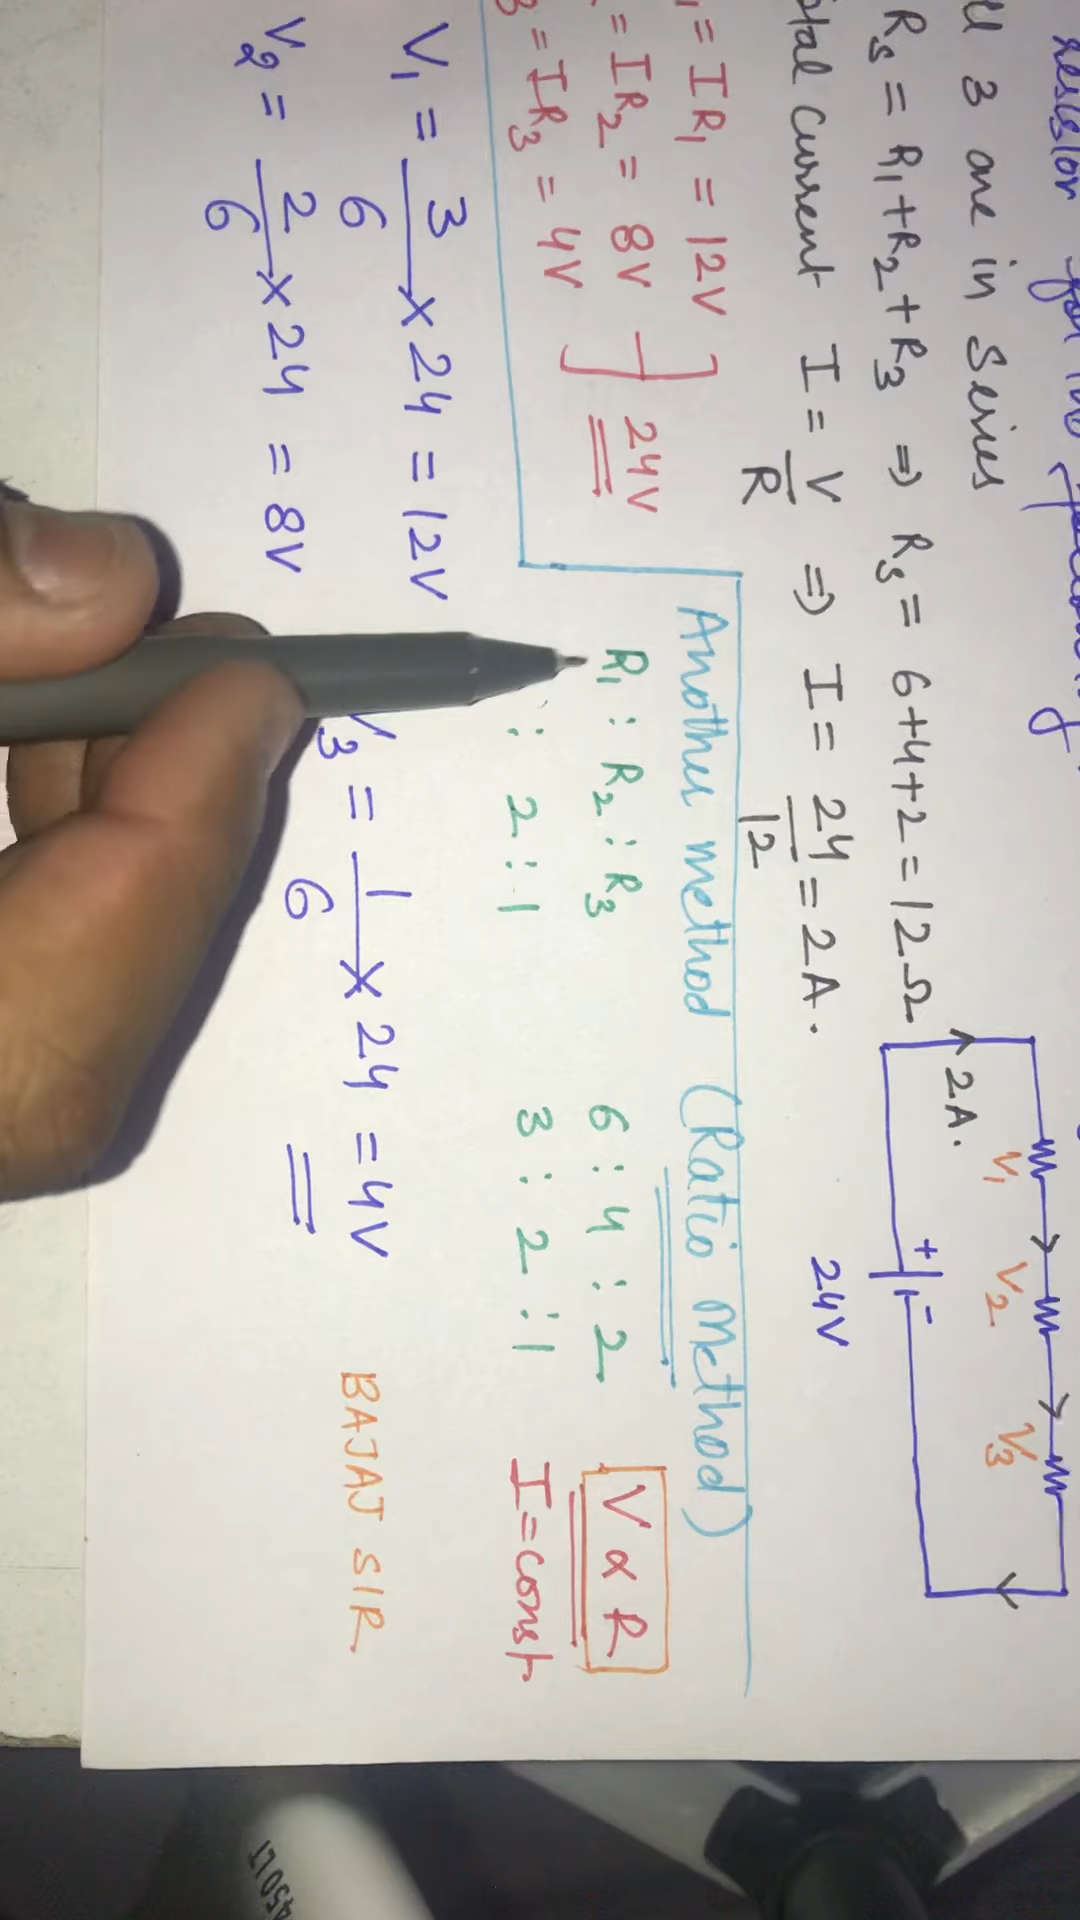 all 3 are in series
Rs = R1+R2+R3 ⇒ Rs = 6+4+2 = 12Ω
total current I = V/R ⇒ I = 24/12 = 2A.
= IR1 = 12V
= IR2 = 8V
= IR3 = 4V
24V
2A.
V1
V2
V3
+ -
24V
Another method (Ratio Method)
R1 : R2 : R3
: 2 : 1
6 : 4 : 2
3 : 2 : 1
V α R
I = const
V1 = 3/6 × 24 = 12V
V2 = 2/6 × 24 = 8V
V3 = 1/6 × 24 = 4V
BAJAJ SIR
450LT